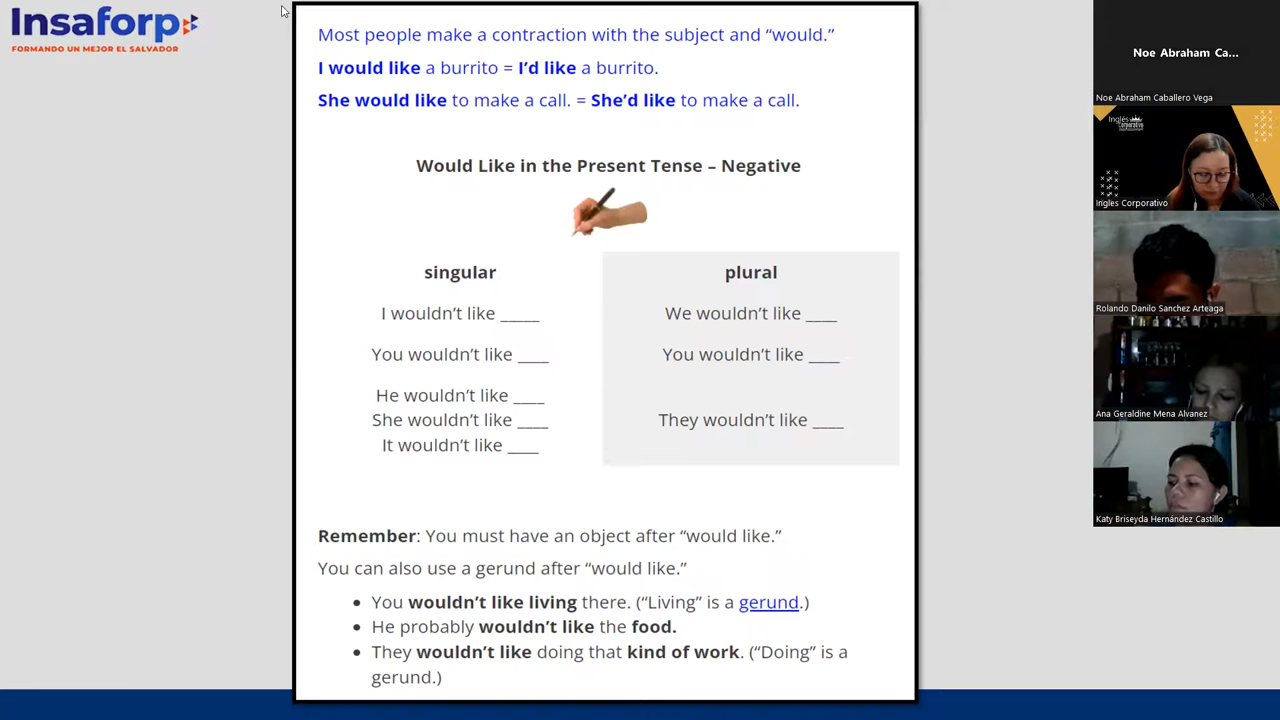 Insaforp
FORMANDO UN MEJOR EL SALVADOR
Most people make a contraction with the subject and “would.”
I would like a burrito = I’d like a burrito.
She would like to make a call. = She’d like to make a call.
Would Like in the Present Tense – Negative
singular
I wouldn’t like _____
You wouldn’t like ____
He wouldn’t like ____
She wouldn’t like ____
It wouldn’t like ____
plural
We wouldn’t like ____
You wouldn’t like ____
They wouldn’t like ____
Remember: You must have an object after “would like.”
You can also use a gerund after “would like.”
• You wouldn’t like living there. (“Living” is a gerund.)
• He probably wouldn’t like the food.
• They wouldn’t like doing that kind of work. (“Doing” is a
gerund.)
Noe Abraham Ca...
Noe Abraham Caballero Vega
Inglés
Corporativo
Ingles Corporativo
Rolando Danilo Sanchez Arteaga
Ana Geraldine Mena Alvanez
Katy Briseyda Hernández Castillo